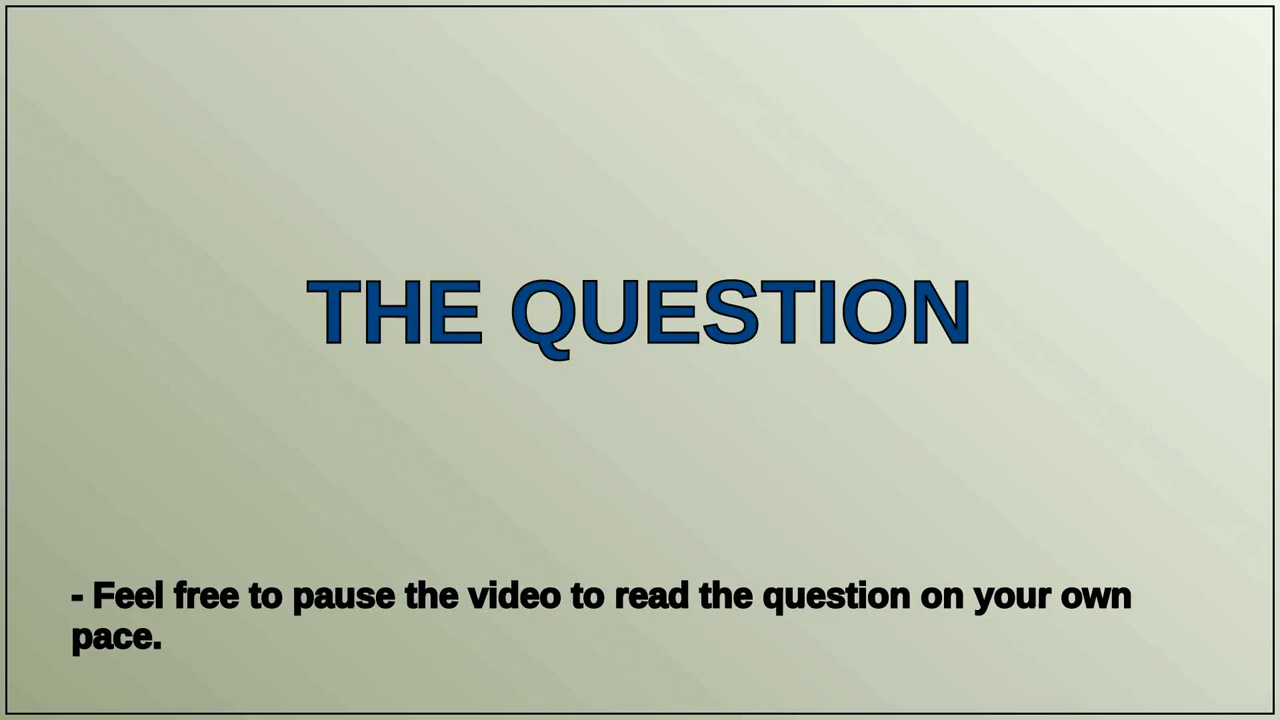 THE QUESTION
- Feel free to pause the video to read the question on your own
pace.